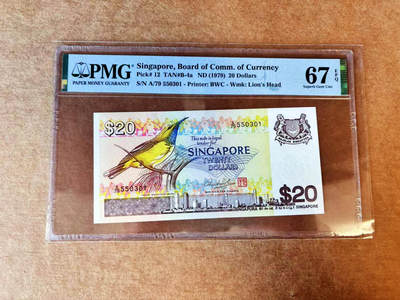 PMG
PAPER MONEY GUARANTY
Singapore, Board of Comm. of Currency
Pick# 12 TAN#B-4a ND (1979) 20 Dollars
S/N A/79 550301 - Printer: BWC - Wmk: Lion's Head
67 EPQ
Superb Gem Unc
$20
A/79 550301
This note is legal
tender for
SINGAPORE
TWENTY
DOLLARS
A/79 550301
$20
SINGAPORE